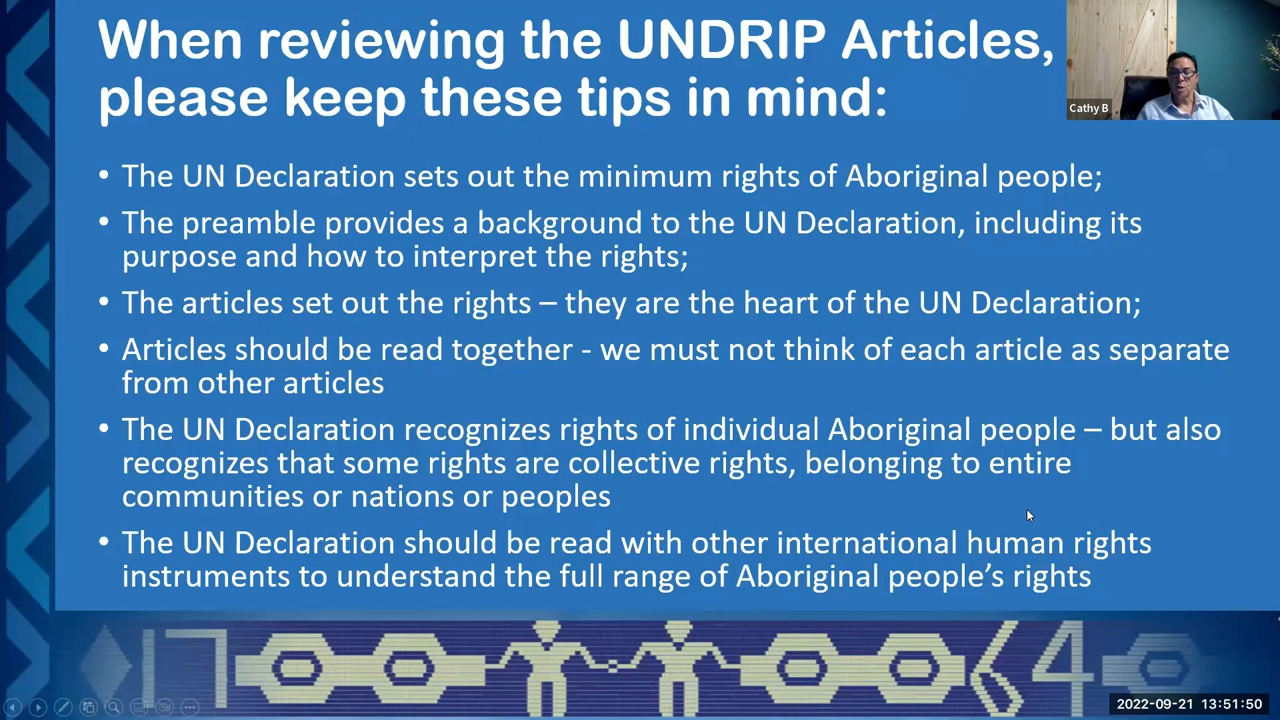 When reviewing the UNDRIP Articles,
please keep these tips in mind:
Cathy B
• The UN Declaration sets out the minimum rights of Aboriginal people;
• The preamble provides a background to the UN Declaration, including its
purpose and how to interpret the rights;
• The articles set out the rights – they are the heart of the UN Declaration;
• Articles should be read together - we must not think of each article as separate
from other articles
• The UN Declaration recognizes rights of individual Aboriginal people – but also
recognizes that some rights are collective rights, belonging to entire
communities or nations or peoples
• The UN Declaration should be read with other international human rights
instruments to understand the full range of Aboriginal people’s rights
17 64
2022-09-21 13:51:50